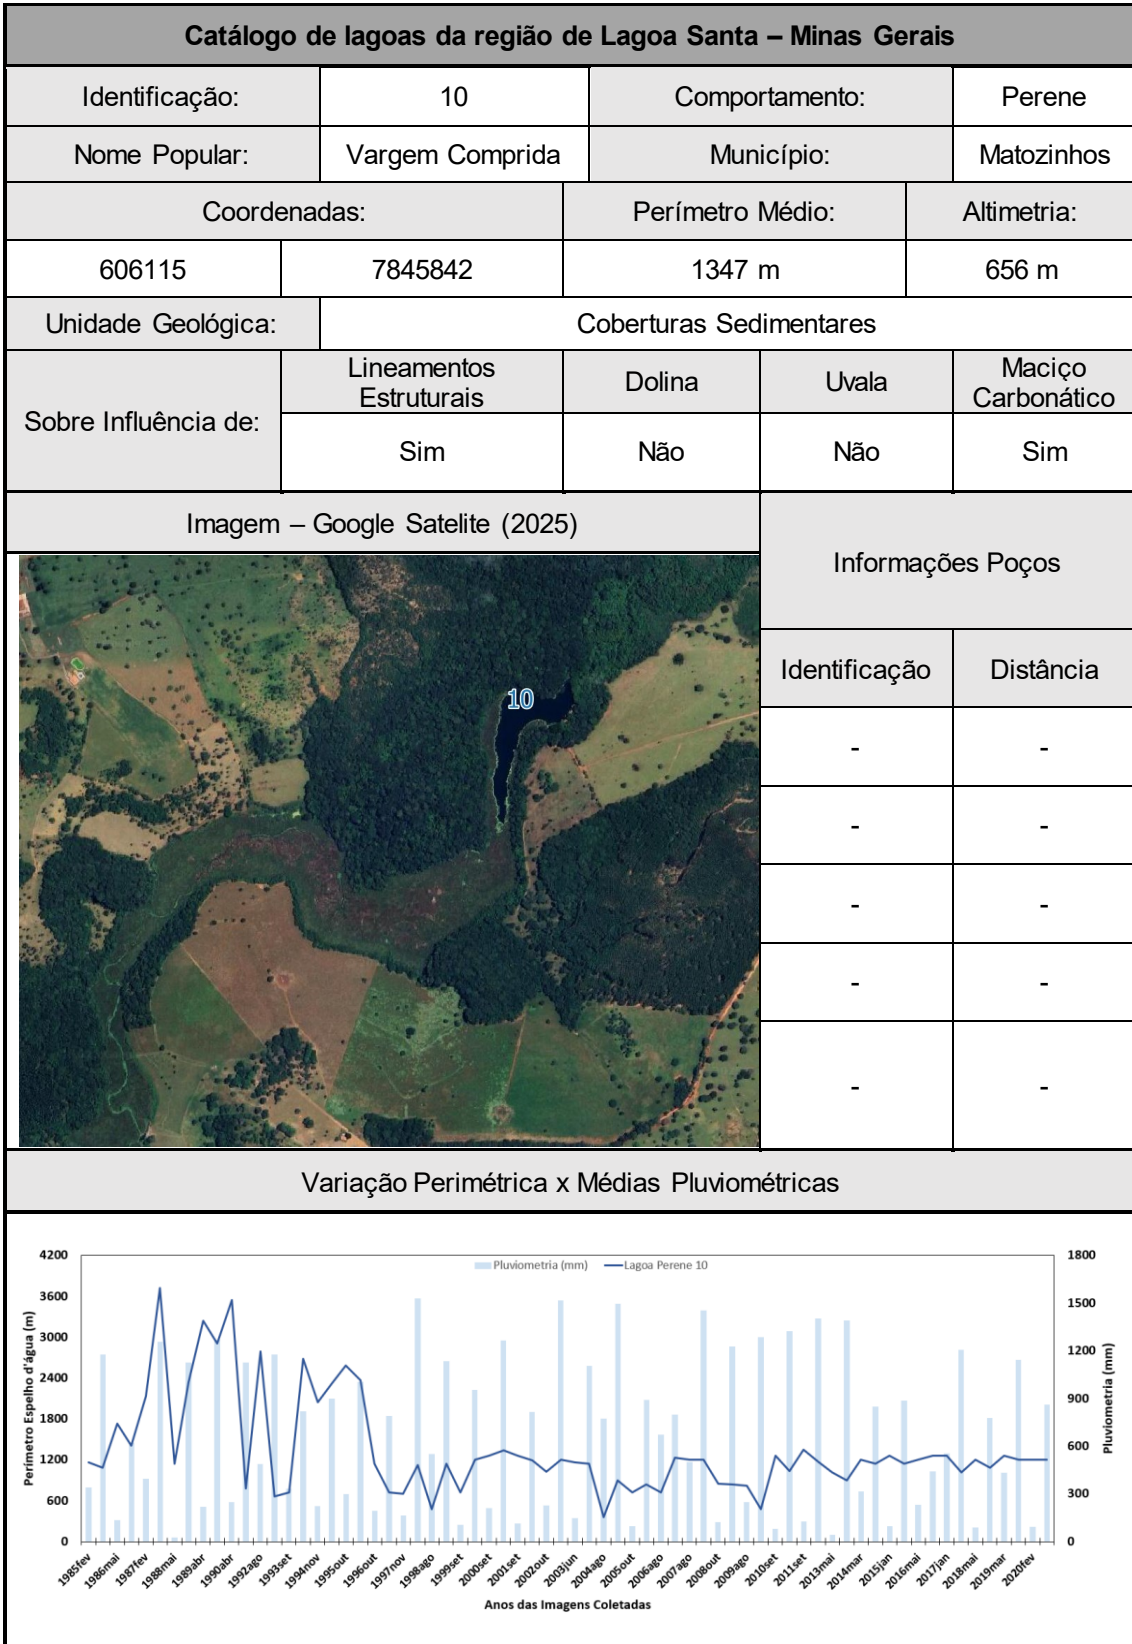 Catálogo de lagoas da região de Lagoa Santa – Minas Gerais
Identificação: 10 Comportamento: Perene
Nome Popular: Vargem Comprida Município: Matozinhos
Coordenadas: Perímetro Médio: Altimetria:
606115 7845842 1347 m 656 m
Unidade Geológica: Coberturas Sedimentares
Sobre Influência de:
Lineamentos Estruturais Dolina Uvala Maciço Carbonático
Sim Não Não Sim
Imagem – Google Satelite (2025)
10
Informações Poços
Identificação Distância
- -
- -
- -
- -
- -
Variação Perimétrica x Médias Pluviométricas
Pluviometria (mm) Lagoa Perene 10
Perímetro Espelho d'água (m)
4200
3600
3000
2400
1800
1200
600
0
1800
1500
1200
900
600
300
0
Pluviometria (mm)
1985fev 1986mai 1987fev 1988mai 1989abr 1990abr 1992ago 1993set 1994nov 1995out 1996out 1997nov 1998ago 1999set 2000set 2001set 2002out 2003jun 2004ago 2005out 2006ago 2007ago 2008out 2009ago 2010set 2011set 2013mai 2014mar 2015jan 2016mai 2017jan 2018mai 2019mar 2020fev
Anos das Imagens Coletadas